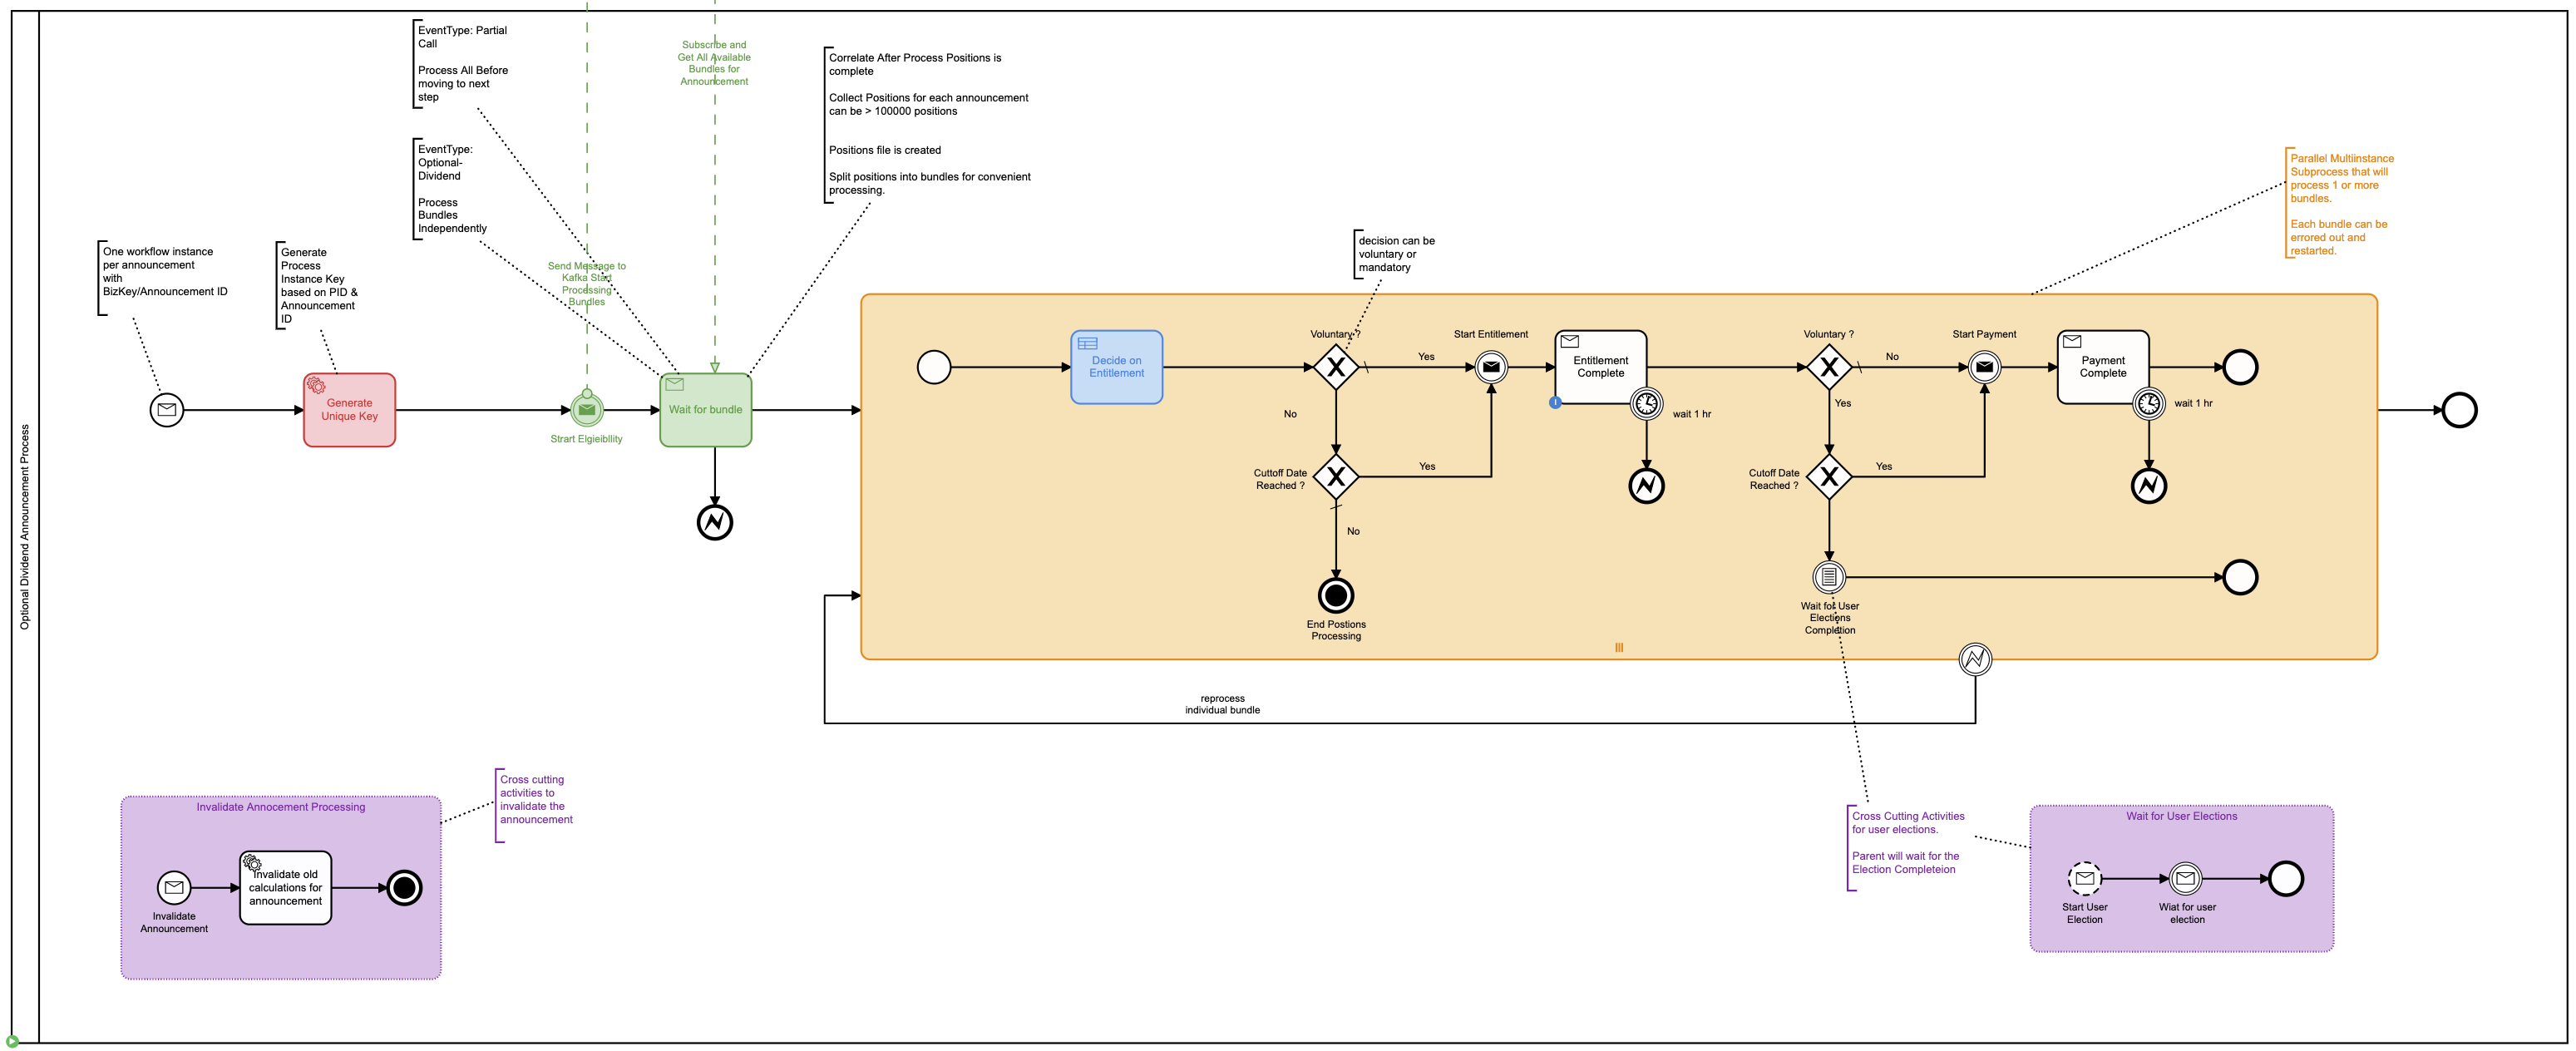 Optional Dividend Announcement Process
EventType: Partial
Call
Process All Before
moving to next
step
EventType:
Optional-
Dividend
Process
Bundles
Independently
Subscribe and
Get All Available
Bundles for
Announcement
Correlate After Process Positions is
complete
Collect Positions for each announcement
can be > 100000 positions
Positions file is created
Split positions into bundles for convenient
processing.
Parallel Multiinstance
Subprocess that will
process 1 or more
bundles.
Each bundle can be
errored out and
restarted.
One workflow instance
per announcement
with
BizKey/Announcement ID
Generate
Process
Instance Key
based on PID &
Announcement
ID
Send Message to
Kafka Start
Processing
Bundles
decision can be
voluntary or
mandatory
Generate
Unique Key
Strart Elgieibllity
Wait for bundle
Decide on
Entitlement
Voluntary ?
Yes
No
Start Entitlement
Entitlement
Complete
wait 1 hr
Cuttoff Date
Reached ?
Yes
No
End Postions
Processing
Voluntary ?
No
Yes
Start Payment
Payment
Complete
wait 1 hr
Cutoff Date
Reached ?
Yes
Wait for User
Elections
Completion
reprocess
individual bundle
Invalidate Annocement Processing
Invalidate
Announcement
Invalidate old
calculations for
announcement
Cross cutting
activities to
invalidate the
announcement
Cross Cutting Activities
for user elections.
Parent will wait for the
Election Completeion
Wait for User Elections
Start User
Election
Wiat for user
election